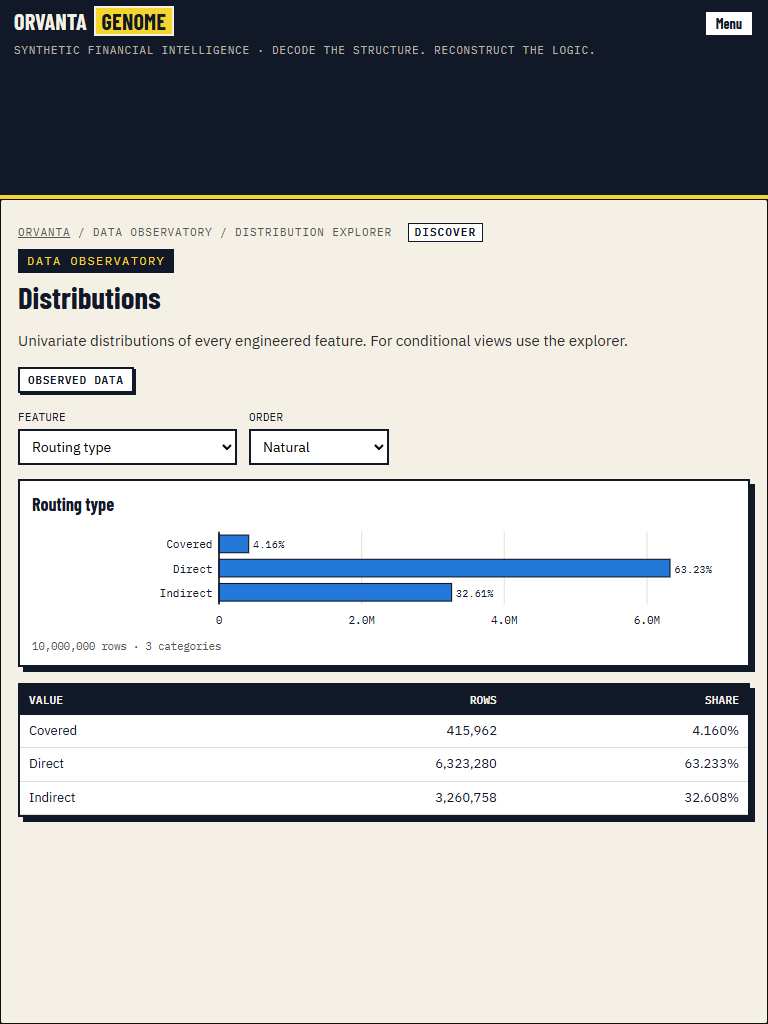 ORVANTA GENOME
Menu
SYNTHETIC FINANCIAL INTELLIGENCE · DECODE THE STRUCTURE. RECONSTRUCT THE LOGIC.
ORVANTA / DATA OBSERVATORY / DISTRIBUTION EXPLORER DISCOVER
DATA OBSERVATORY
Distributions
Univariate distributions of every engineered feature. For conditional views use the explorer.
OBSERVED DATA
FEATURE ORDER
Routing type Natural
Routing type
Covered 4.16%
Direct 63.23%
Indirect 32.61%
0 2.0M 4.0M 6.0M
10,000,000 rows · 3 categories
VALUE ROWS SHARE
Covered 415,962 4.160%
Direct 6,323,280 63.233%
Indirect 3,260,758 32.608%